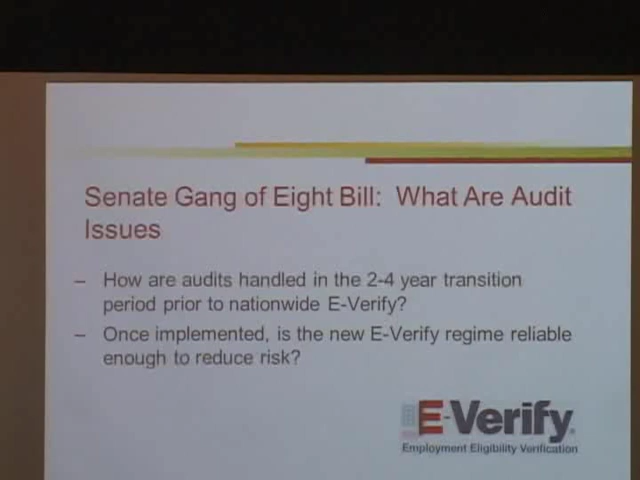 Senate Gang of Eight Bill: What Are Audit
Issues
– How are audits handled in the 2-4 year transition
period prior to nationwide E-Verify?
– Once implemented, is the new E-Verify regime reliable
enough to reduce risk?
E-Verify
Employment Eligibility Verification